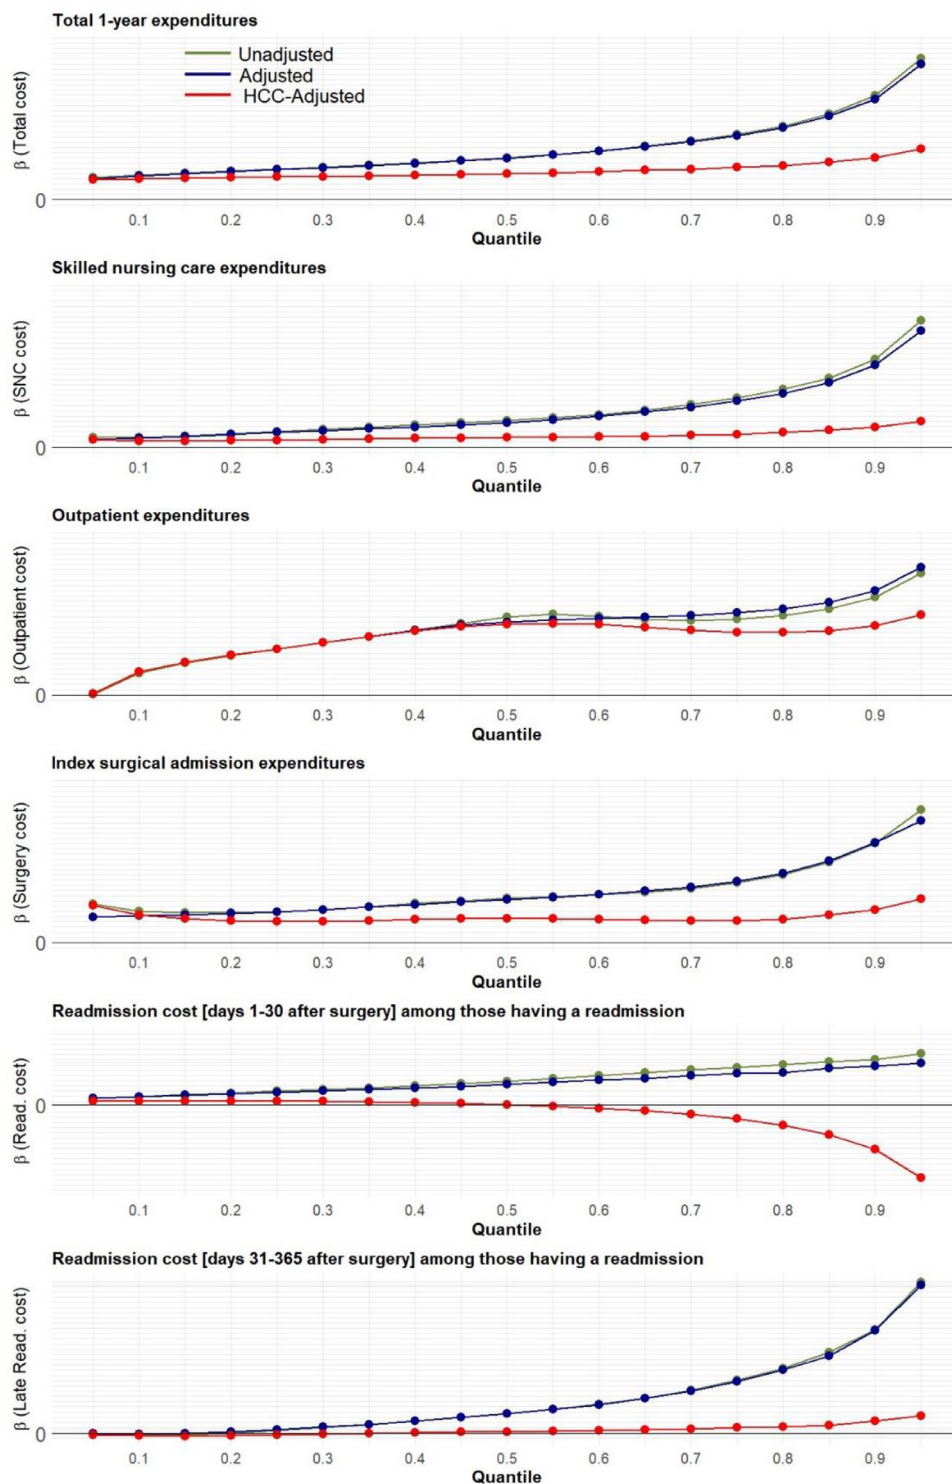 Total 1-year expenditures
Unadjusted
Adjusted
HCC-Adjusted
β (Total cost)
0
0.1 0.2 0.3 0.4 0.5 0.6 0.7 0.8 0.9
Quantile
Skilled nursing care expenditures
β (SNC cost)
0
0.1 0.2 0.3 0.4 0.5 0.6 0.7 0.8 0.9
Quantile
Outpatient expenditures
β (Outpatient cost)
0
0.1 0.2 0.3 0.4 0.5 0.6 0.7 0.8 0.9
Quantile
Index surgical admission expenditures
β (Surgery cost)
0
0.1 0.2 0.3 0.4 0.5 0.6 0.7 0.8 0.9
Quantile
Readmission cost [days 1-30 after surgery] among those having a readmission
β (Read. cost)
0
0.1 0.2 0.3 0.4 0.5 0.6 0.7 0.8 0.9
Quantile
Readmission cost [days 31-365 after surgery] among those having a readmission
β (Late Read. cost)
0
0.1 0.2 0.3 0.4 0.5 0.6 0.7 0.8 0.9
Quantile